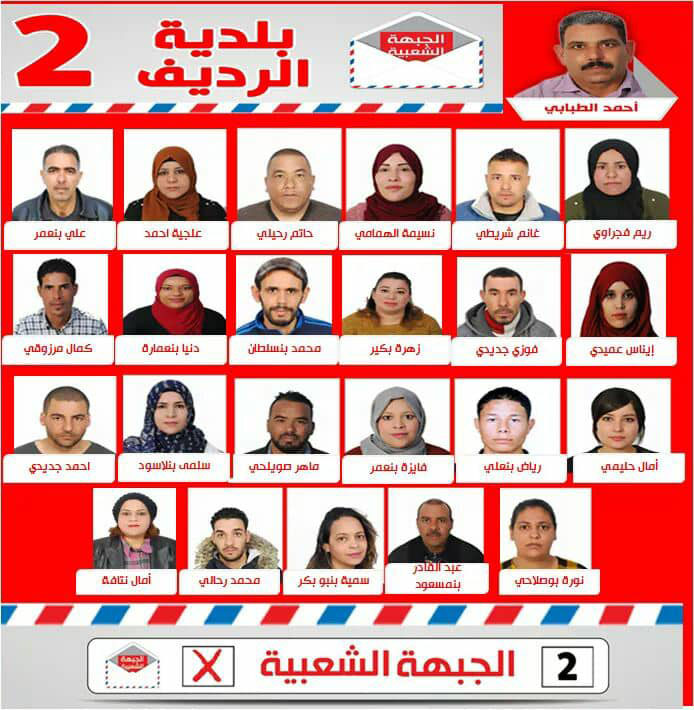 بلدية
الرديف
2
الجبهة
الشعبية
أحمد الطبابي
ريم فجراوي
غانم شريطي
نسيمة الهمامي
حاتم رحيلي
علجية احمد
علي بنعمر
إيناس عميدي
فوزي جديدي
زهرة بكير
محمد بنسلطان
دنيا بنعمارة
كمال مرزوقي
أمال حليمي
رياض بنعلي
فايزة بنعمر
ماهر صويلحي
سلمى بنلاسود
احمد جديدي
نورة بوصلاحي
عبد القادر
بنمسعود
سمية بنبو بكر
محمد رحالي
أمال نتافة
2
الجبهة الشعبية
X
الجبهة
الشعبية